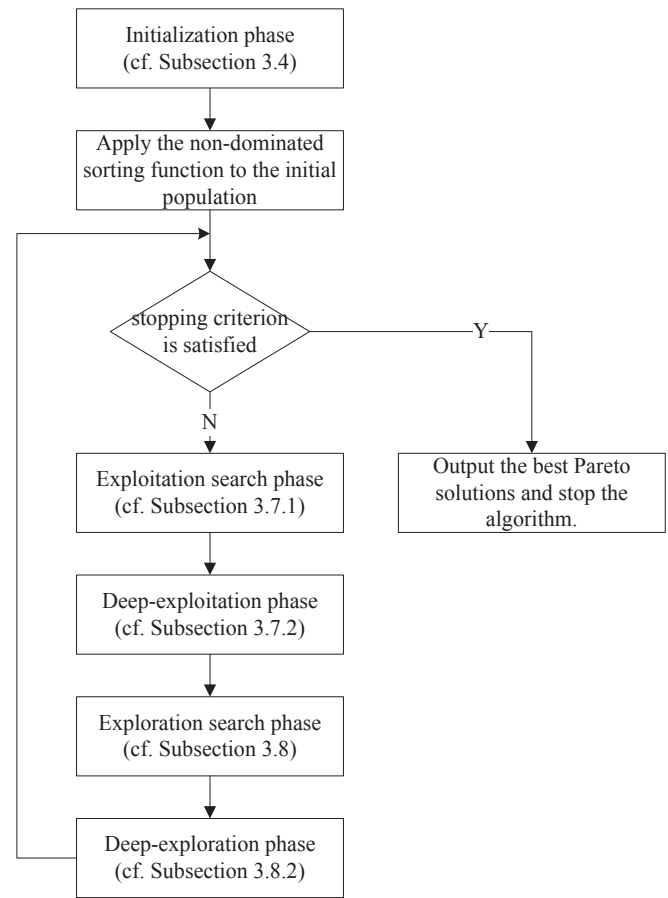 Initialization phase
(cf. Subsection 3.4)
Apply the non-dominated
sorting function to the initial
population
stopping criterion
is satisfied
Y
N
Exploitation search phase
(cf. Subsection 3.7.1)
Output the best Pareto
solutions and stop the
algorithm.
Deep-exploitation phase
(cf. Subsection 3.7.2)
Exploration search phase
(cf. Subsection 3.8)
Deep-exploration phase
(cf. Subsection 3.8.2)